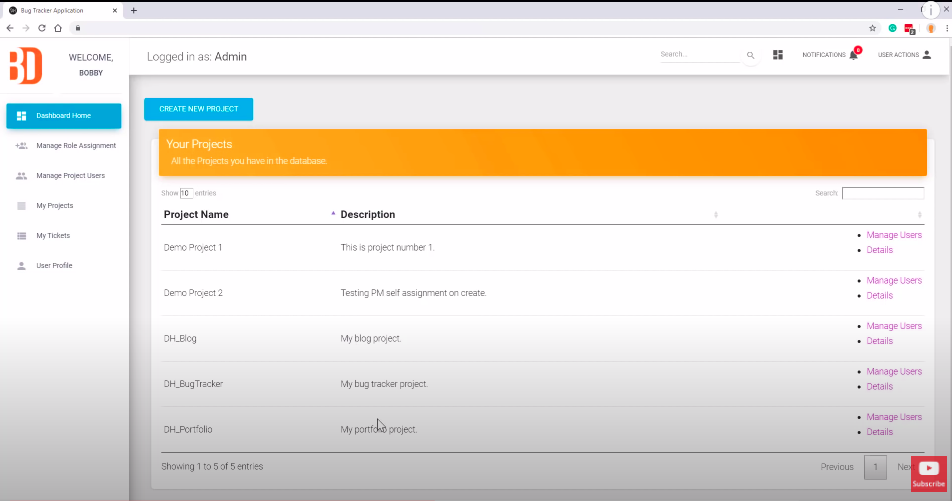 Bug Tracker Application
BD
WELCOME,
BOBBY
Logged in as: Admin
Search...
NOTIFICATIONS
8
USER ACTIONS
Dashboard Home
Manage Role Assignment
Manage Project Users
My Projects
My Tickets
User Profile
CREATE NEW PROJECT
Your Projects
All the Projects you have in the database.
Show 10 entries
Search:
Project Name Description
Demo Project 1 This is project number 1.
Manage Users
Details
Demo Project 2 Testing PM self assignment on create.
Manage Users
Details
DH_Blog My blog project.
Manage Users
Details
DH_BugTracker My bug tracker project.
Manage Users
Details
DH_Portfolio My portfolio project.
Manage Users
Details
Showing 1 to 5 of 5 entries
Previous 1 Next
Subscribe